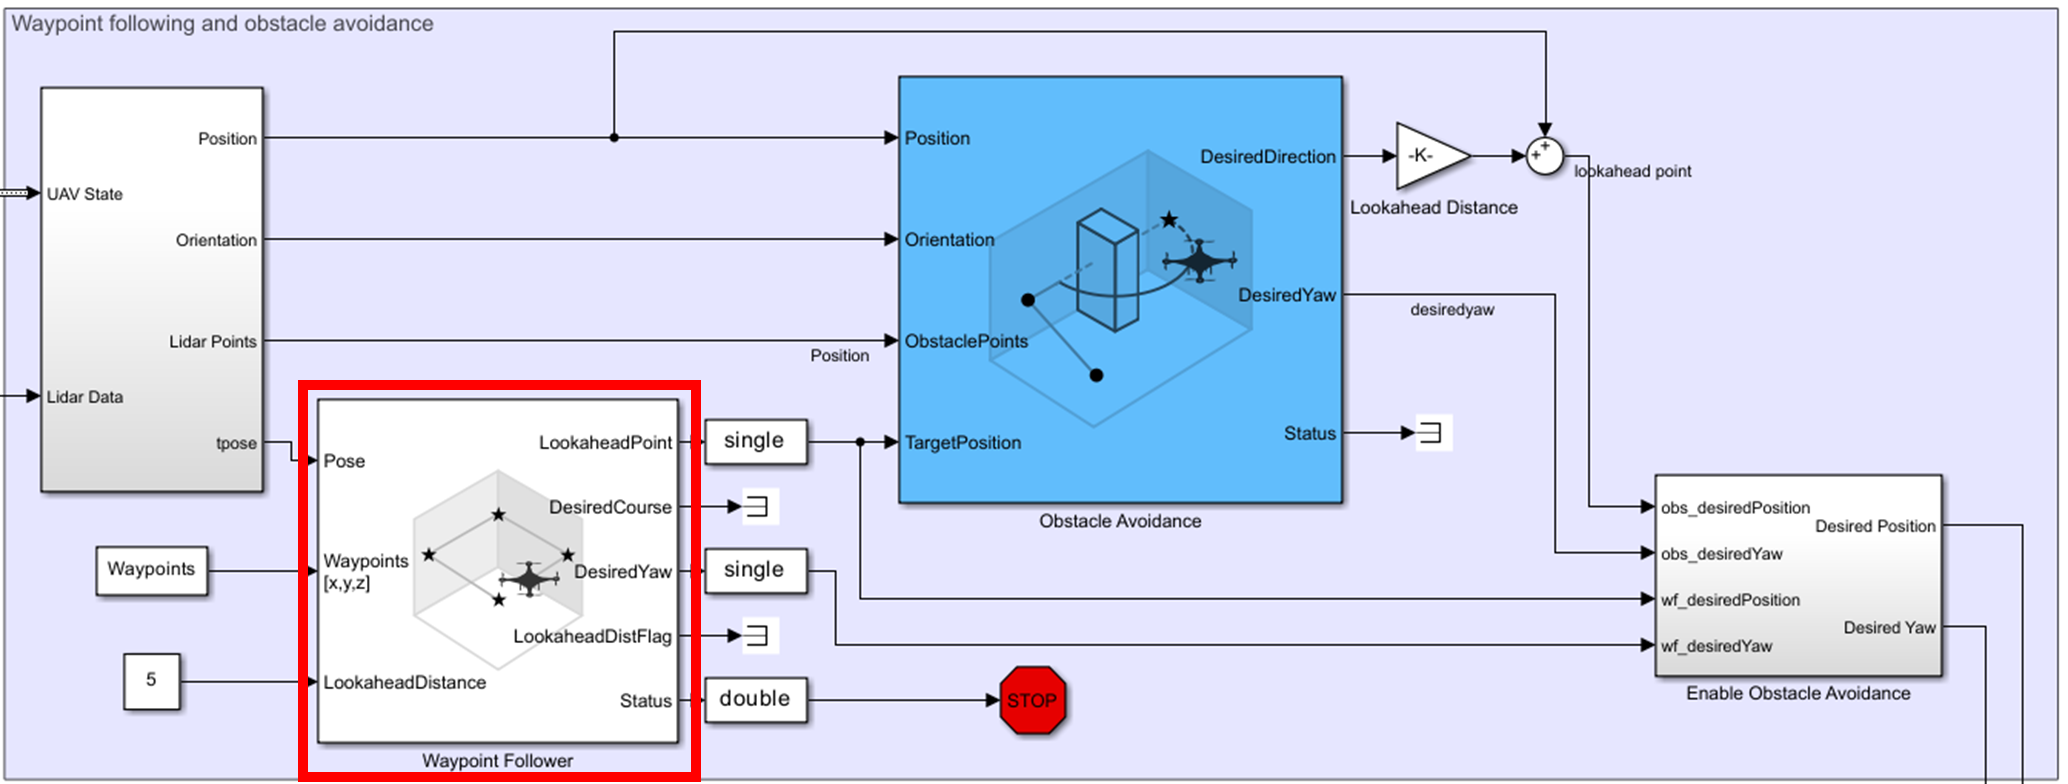 Waypoint following and obstacle avoidance
Position
UAV State
Orientation
Lidar Points
Lidar Data
tpose
Position
Position
Orientation
ObstaclePoints
TargetPosition
DesiredDirection
DesiredYaw
Status
Obstacle Avoidance
-K-
Lookahead Distance
++
lookahead point
desiredyaw
Waypoints
5
Pose
Waypoints
[x,y,z]
LookaheadDistance
LookaheadPoint
DesiredCourse
DesiredYaw
LookaheadDistFlag
Status
Waypoint Follower
single
single
double
STOP
obs_desiredPosition
obs_desiredYaw
wf_desiredPosition
wf_desiredYaw
Desired Position
Desired Yaw
Enable Obstacle Avoidance